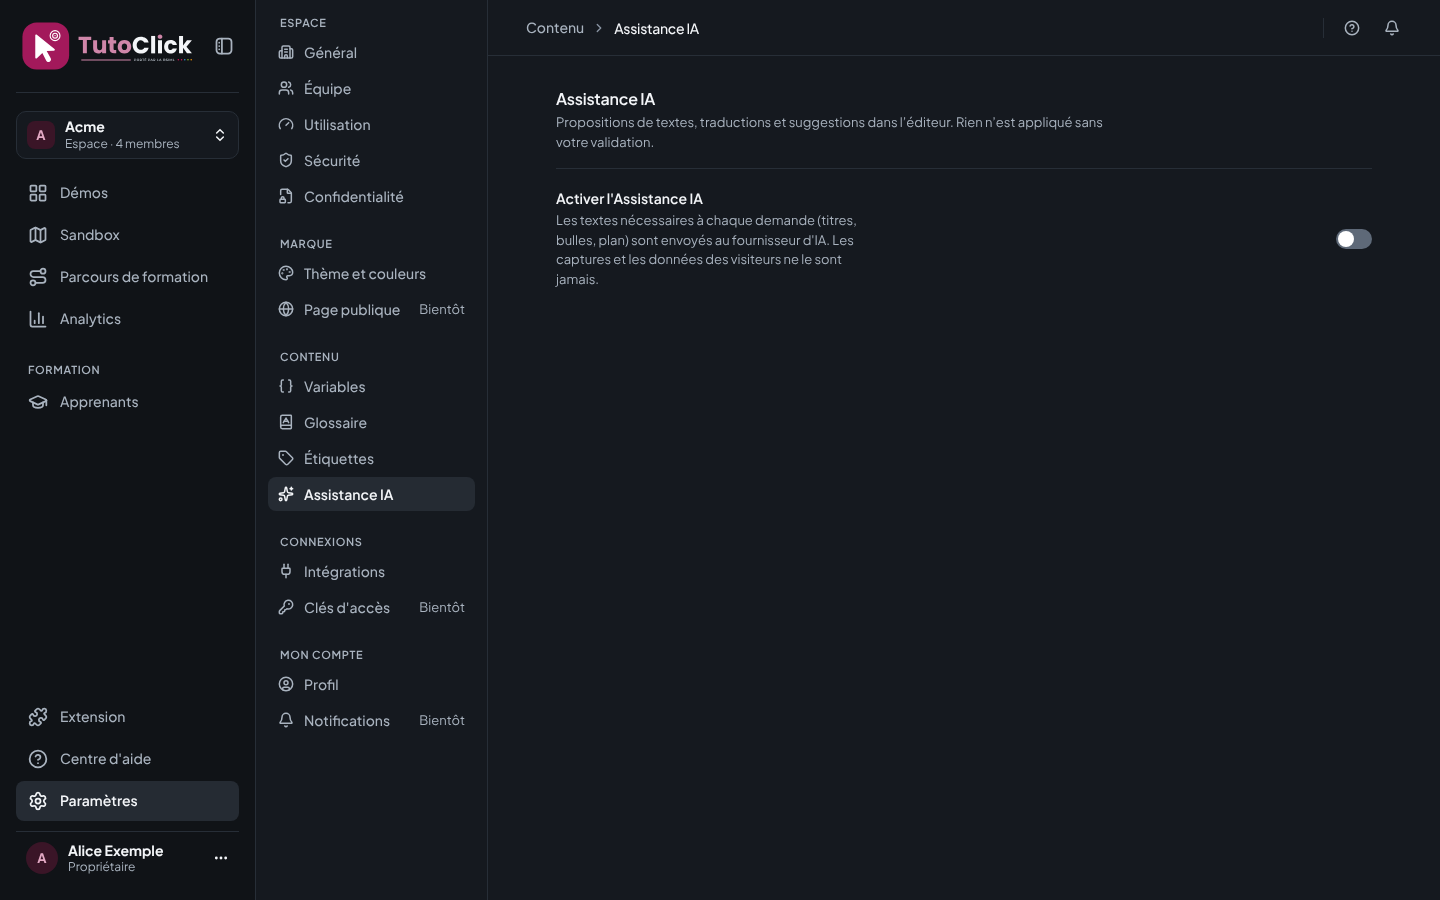 TutoClick
Acme
Espace · 4 membres
Démos
Sandbox
Parcours de formation
Analytics
FORMATION
Apprenants
Extension
Centre d'aide
Paramètres
A
A
Alice Exemple
Propriétaire
ESPACE
Général
Équipe
Utilisation
Sécurité
Confidentialité
MARQUE
Thème et couleurs
Page publique Bientôt
CONTENU
Variables
Glossaire
Étiquettes
Assistance IA
CONNEXIONS
Intégrations
Clés d'accès Bientôt
MON COMPTE
Profil
Notifications Bientôt
Contenu > Assistance IA
Assistance IA
Propositions de textes, traductions et suggestions dans l'éditeur. Rien n'est appliqué sans
votre validation.
Activer l'Assistance IA
Les textes nécessaires à chaque demande (titres,
bulles, plan) sont envoyés au fournisseur d'IA. Les
captures et les données des visiteurs ne le sont
jamais.